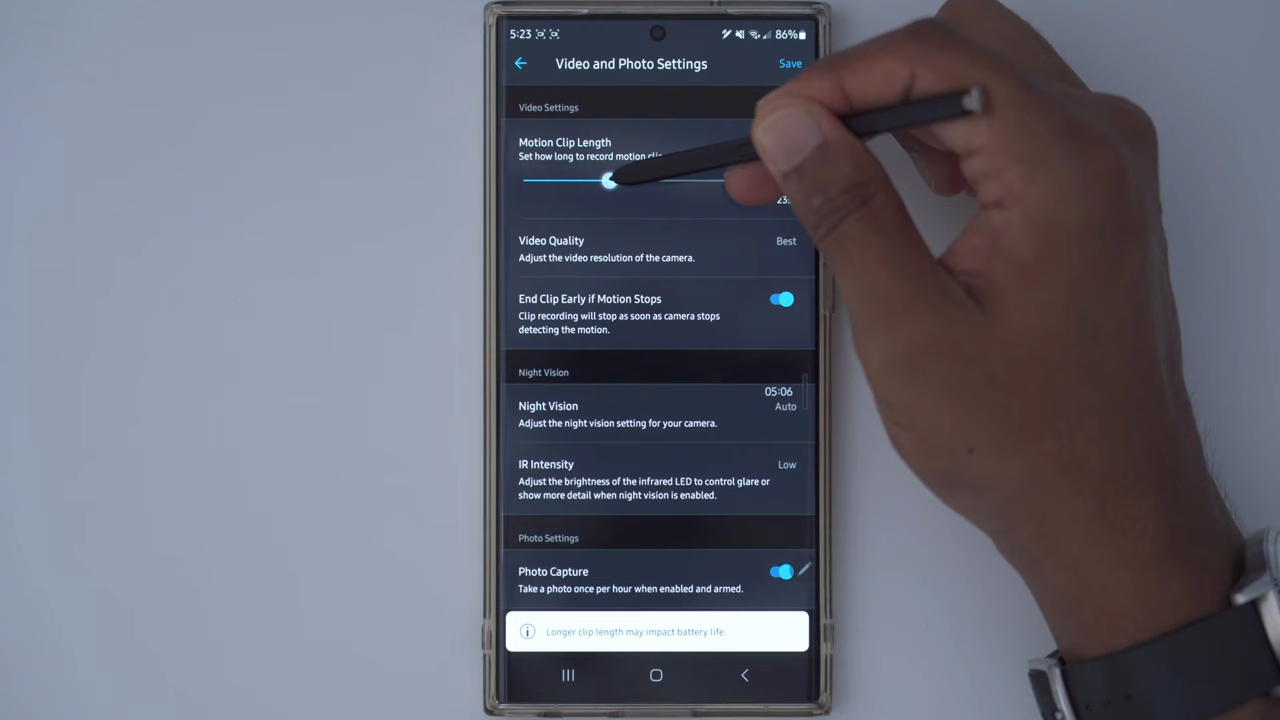 5:23 86%
Video and Photo Settings Save
Video Settings
Motion Clip Length
Set how long to record motion
Video Quality Best
Adjust the video resolution of the camera.
End Clip Early if Motion Stops
Clip recording will stop as soon as camera stops
detecting the motion.
Night Vision
05:06
Night Vision Auto
Adjust the night vision setting for your camera.
IR Intensity Low
Adjust the brightness of the infrared LED to control glare or
show more detail when night vision is enabled.
Photo Settings
Photo Capture
Take a photo once per hour when enabled and armed.
Longer clip length may impact battery life.